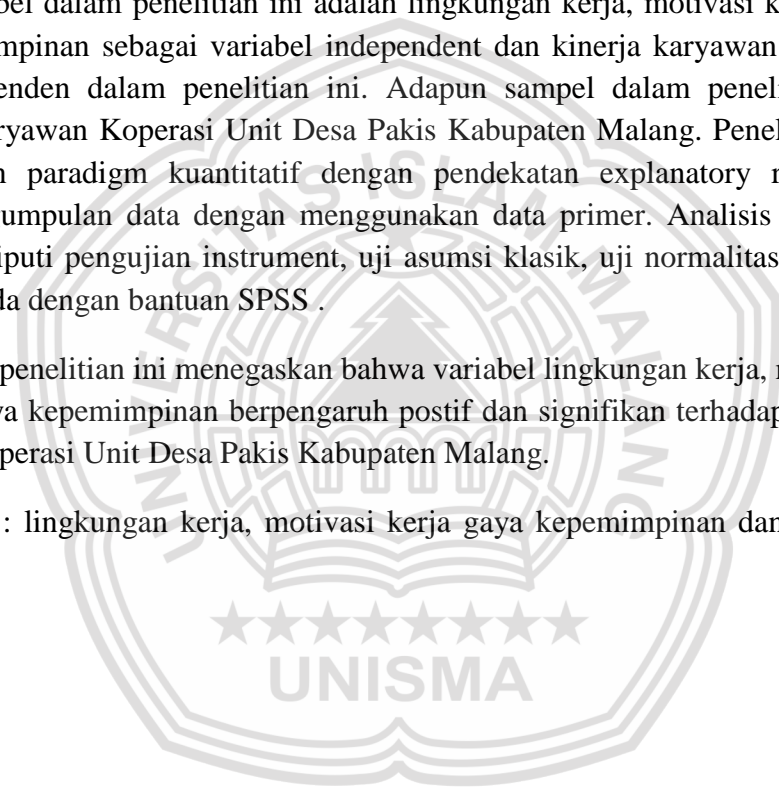 bel dalam penelitian ini adalah lingkungan kerja, motivasi k
mpinan sebagai variabel independent dan kinerja karyawan
enden dalam penelitian ini. Adapun sampel dalam penel
ryawan Koperasi Unit Desa Pakis Kabupaten Malang. Penel
n paradigm kuantitatif dengan pendekatan explanatory
umpulan data dengan menggunakan data primer. Analisis
iputi pengujian instrument, uji asumsi klasik, uji normalitas
da dengan bantuan SPSS .
penelitian ini menegaskan bahwa variabel lingkungan kerja,
ya kepemimpinan berpengaruh postif dan signifikan terhadap
perasi Unit Desa Pakis Kabupaten Malang.
: lingkungan kerja, motivasi kerja gaya kepemimpinan dan
UNIVERSITAS ISLAM MALANG
UNISMA